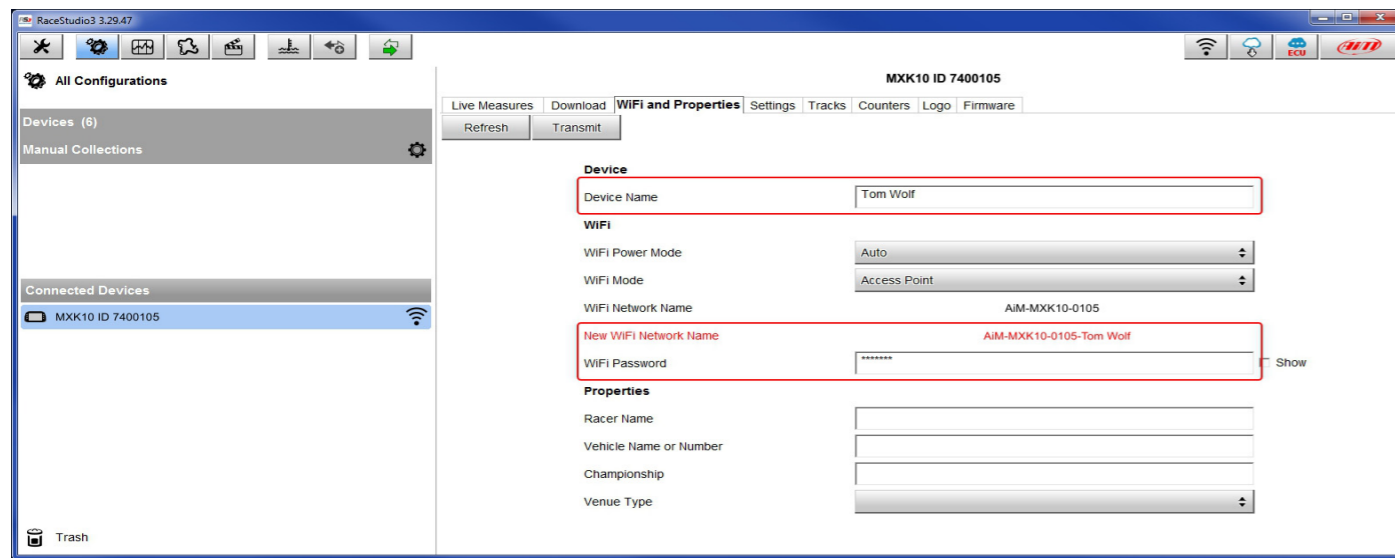 RaceStudio3 3.29.47
ECU
AiM
All Configurations
MXK10 ID 7400105
Live Measures Download WiFi and Properties Settings Tracks Counters Logo Firmware
Devices (6)
Refresh Transmit
Manual Collections
Device
Device Name Tom Wolf
WiFi
WiFi Power Mode Auto
WiFi Mode Access Point
Connected Devices
WiFi Network Name AiM-MXK10-0105
MXK10 ID 7400105
New WiFi Network Name AiM-MXK10-0105-Tom Wolf
WiFi Password ******* Show
Properties
Racer Name
Vehicle Name or Number
Championship
Venue Type
Trash